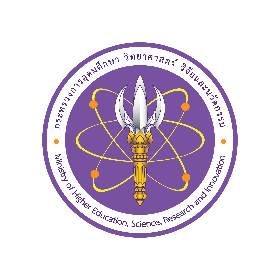 กระทรวงการอุดมศึกษา วิทยาศาสตร์ วิจัยและนวัตกรรม
Ministry of Higher Education, Science, Research and Innovation